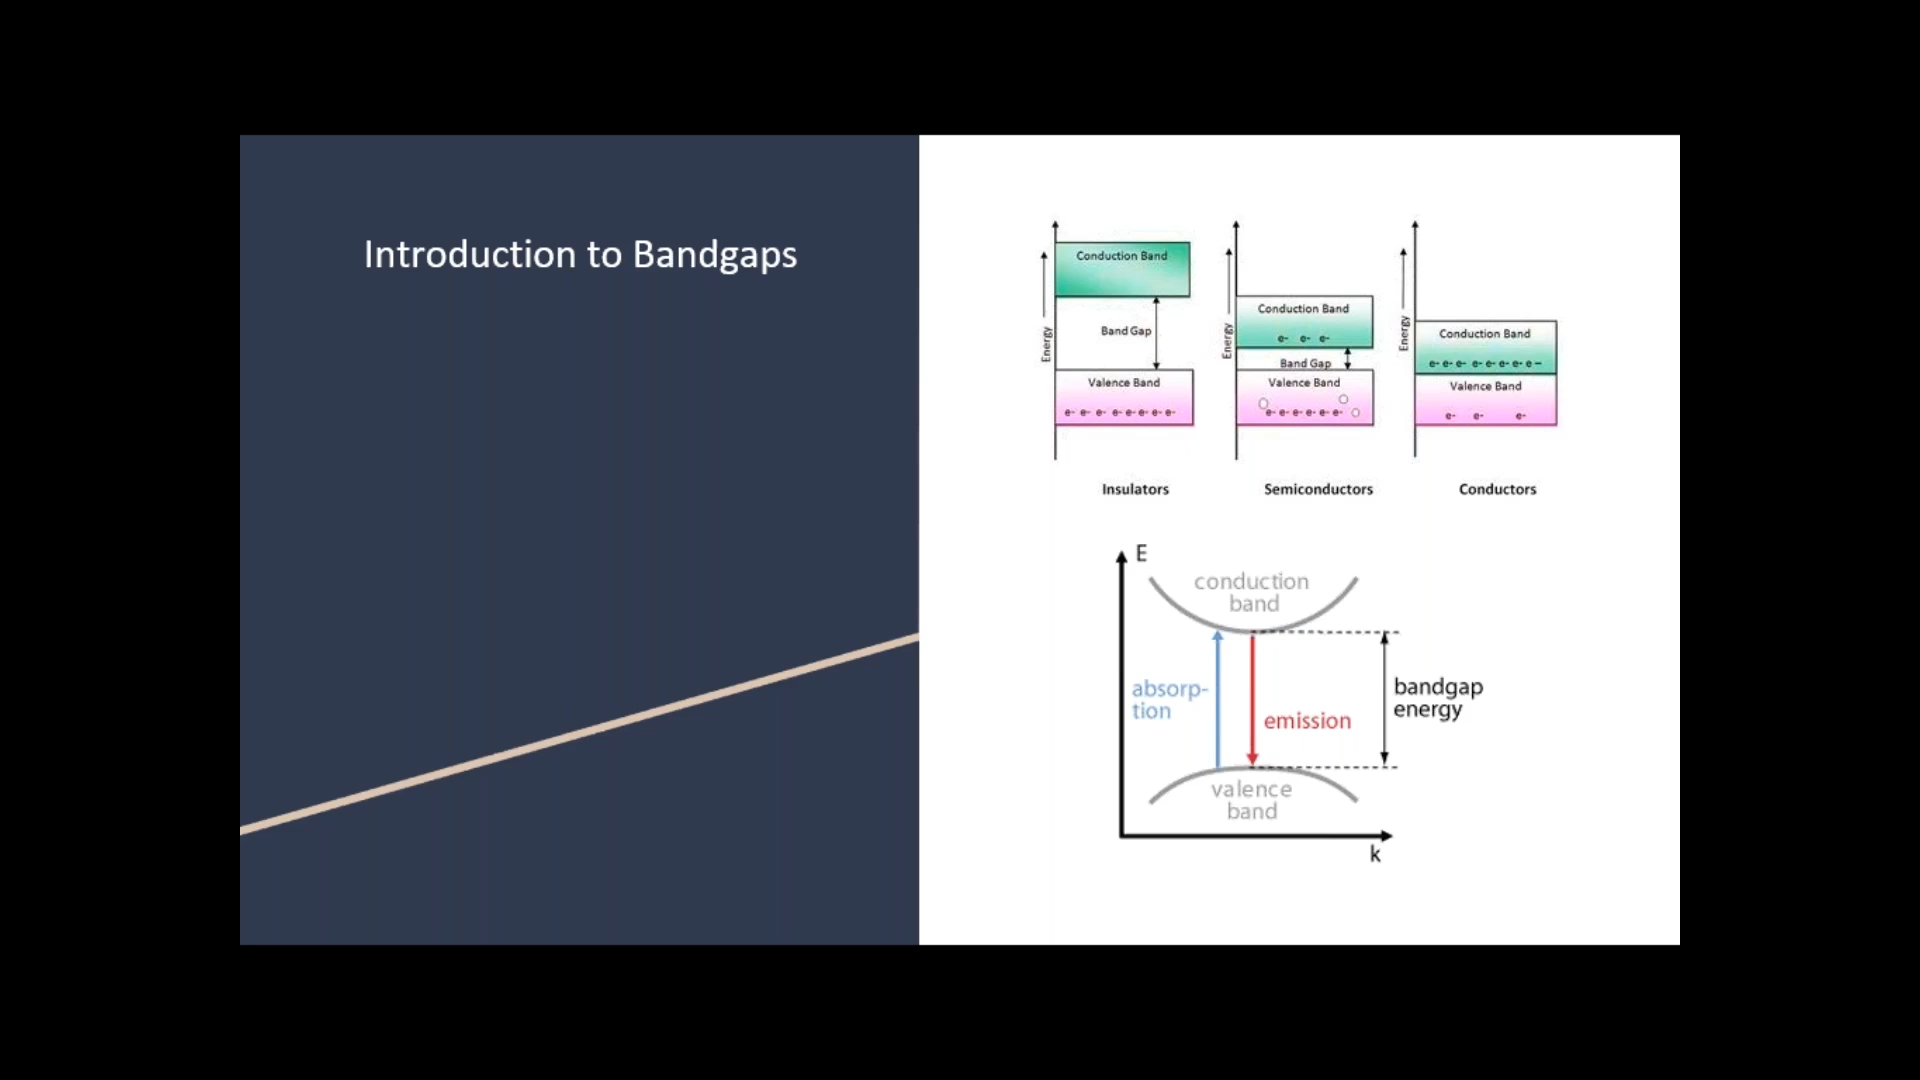 Introduction to Bandgaps
Energy
Conduction Band
Band Gap
Valence Band
e- e- e- e- e- e- e- e-
Insulators
Energy
Conduction Band
e- e- e-
Band Gap
Valence Band
e- e- e- e- e- e-
Semiconductors
Energy
Conduction Band
e- e- e- e- e- e- e- e-
Valence Band
e- e- e-
Conductors
E
conduction
band
absorp-
tion
emission
bandgap
energy
valence
band
k